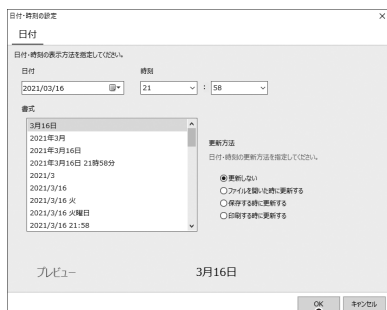 日付・時刻の設定
日付
日付・時刻の表示方法を指定してください。
日付 時刻
2021/03/16 21 : 58
書式
3月16日
2021年3月
2021年3月16日
2021年3月16日 21時58分
2021/3
2021/3/16
2021/3/16 火
2021/3/16 火曜日
2021/3/16 21:58
更新方法
日付・時刻の更新方法を指定してください。
更新しない
ファイルを開いた時に更新する
保存する時に更新する
印刷する時に更新する
プレビュー 3月16日
OK キャンセル